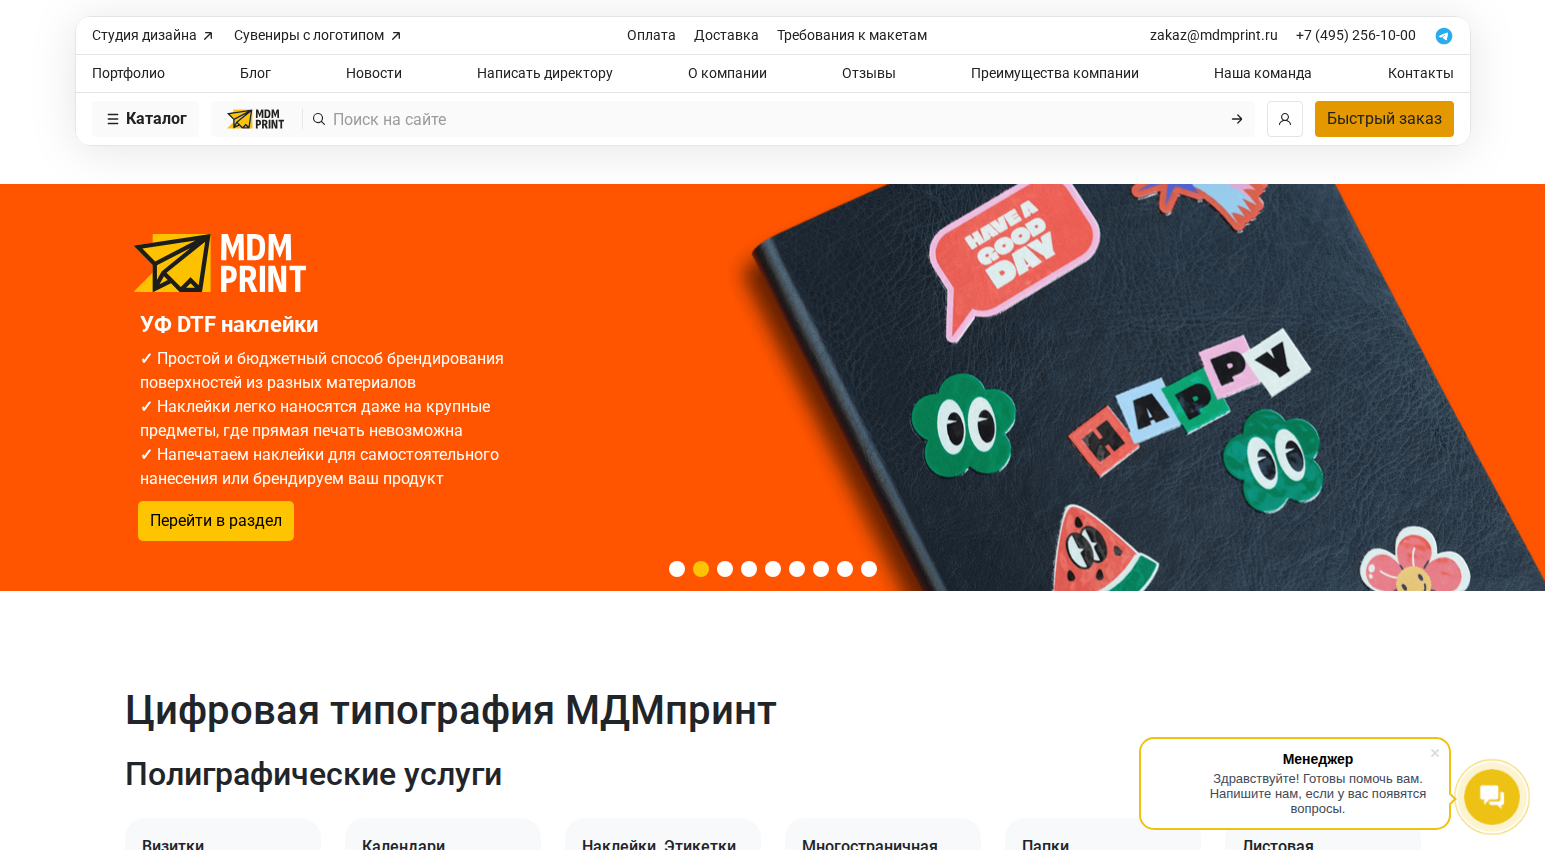 Студия дизайна
Сувениры с логотипом
Оплата
Доставка
Требования к макетам
zakaz@mdmprint.ru
+7 (495) 256-10-00
Портфолио
Блог
Новости
Написать директору
О компании
Отзывы
Преимущества компании
Наша команда
Контакты
Каталог
MDM
PRINT
Поиск на сайте
Быстрый заказ
MDM
PRINT
УФ DTF наклейки
✓ Простой и бюджетный способ брендирования
поверхностей из разных материалов
✓ Наклейки легко наносятся даже на крупные
предметы, где прямая печать невозможна
✓ Напечатаем наклейки для самостоятельного
нанесения или брендируем ваш продукт
Перейти в раздел
HAVE A
GOOD
DAY
HAPPY
Цифровая типография МДМпринт
Полиграфические услуги
Менеджер
Здравствуйте! Готовы помочь вам.
Напишите нам, если у вас появятся
вопросы.
Визитки
Календари
Наклейки, Этикетки
Многостраничная
Папки
Листовая